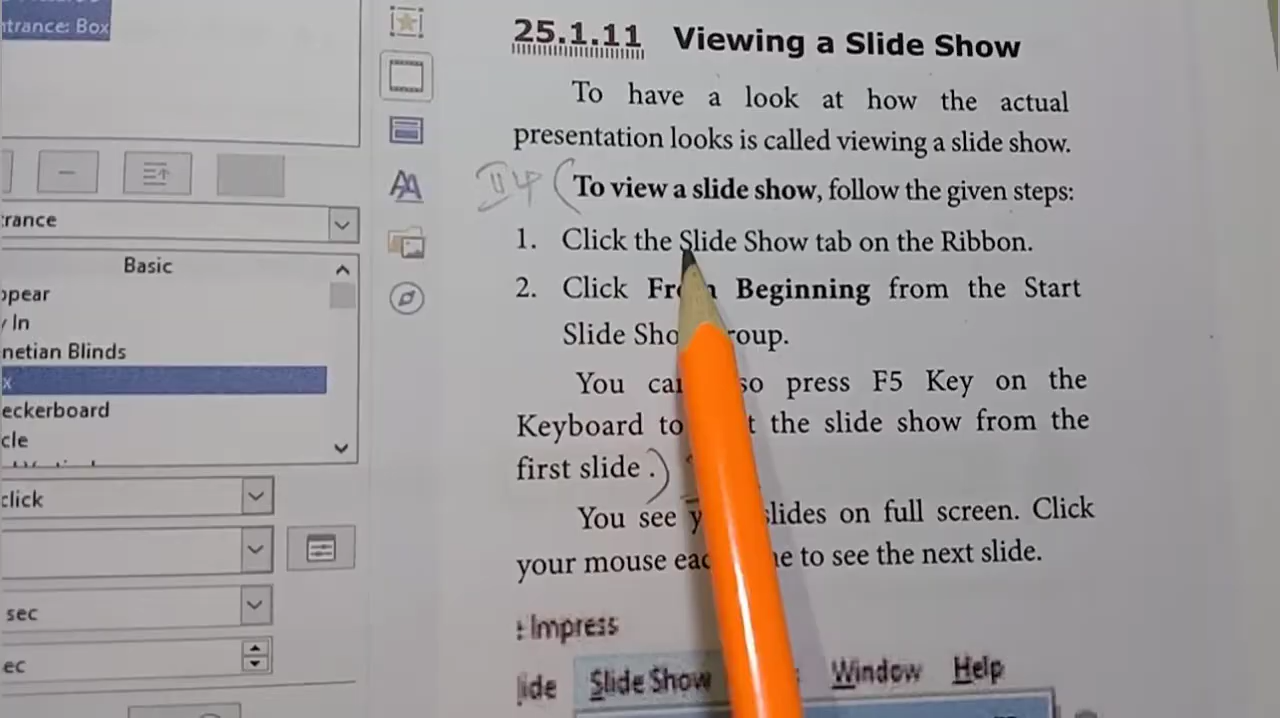 ntrance: Box
rance
Basic
ppear
y In
netian Blinds
x
eckerboard
cle
click
sec
ec
25.1.11 Viewing a Slide Show
To have a look at how the actual
presentation looks is called viewing a slide show.
To view a slide show, follow the given steps:
1. Click the Slide Show tab on the Ribbon.
2. Click Beginning from the Start
Slide Sho roup.
You ca so press F5 Key on the
Keyboard to t the slide show from the
first slide .)
You see y slides on full screen. Click
your mouse eac e to see the next slide.
: Impress
lide Slide Show Window Help